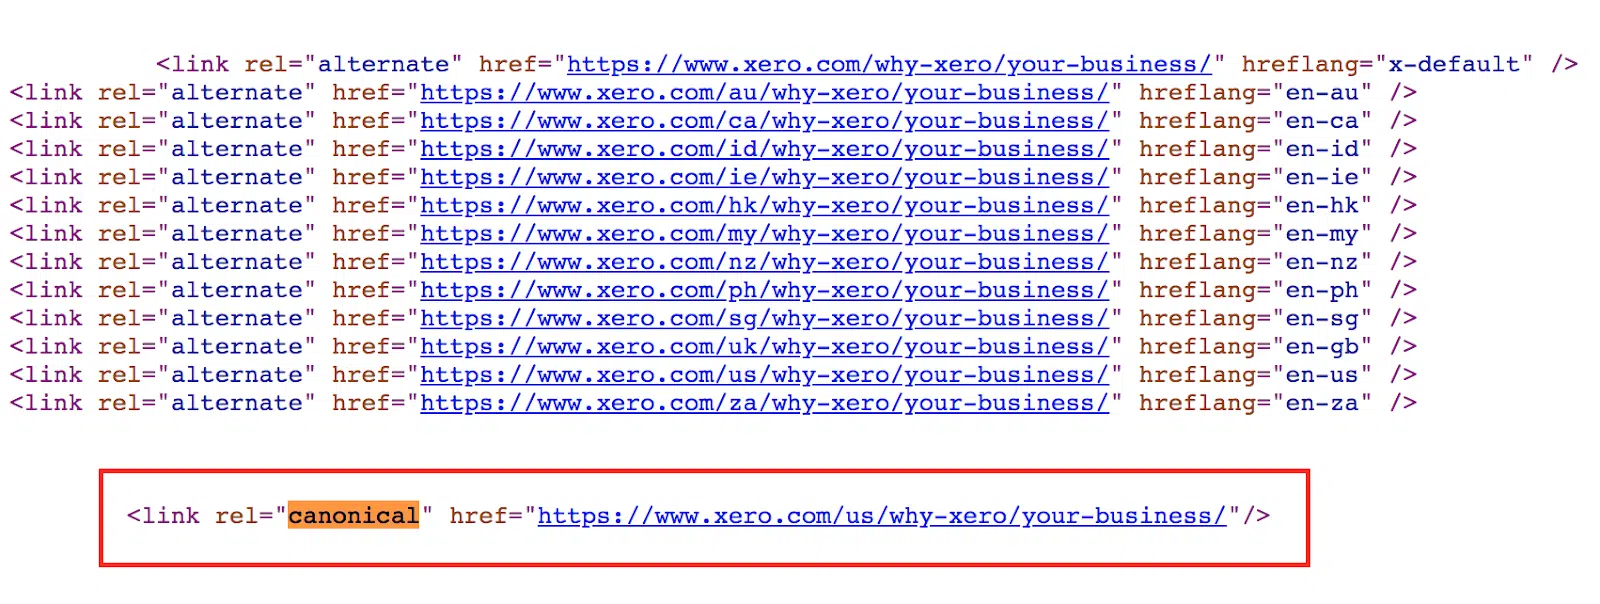 <link rel="alternate" href="https://www.xero.com/why-xero/your-business/" hreflang="x-default" />
<link rel="alternate" href="https://www.xero.com/au/why-xero/your-business/" hreflang="en-au" />
<link rel="alternate" href="https://www.xero.com/ca/why-xero/your-business/" hreflang="en-ca" />
<link rel="alternate" href="https://www.xero.com/id/why-xero/your-business/" hreflang="en-id" />
<link rel="alternate" href="https://www.xero.com/ie/why-xero/your-business/" hreflang="en-ie" />
<link rel="alternate" href="https://www.xero.com/hk/why-xero/your-business/" hreflang="en-hk" />
<link rel="alternate" href="https://www.xero.com/my/why-xero/your-business/" hreflang="en-my" />
<link rel="alternate" href="https://www.xero.com/nz/why-xero/your-business/" hreflang="en-nz" />
<link rel="alternate" href="https://www.xero.com/ph/why-xero/your-business/" hreflang="en-ph" />
<link rel="alternate" href="https://www.xero.com/sg/why-xero/your-business/" hreflang="en-sg" />
<link rel="alternate" href="https://www.xero.com/uk/why-xero/your-business/" hreflang="en-gb" />
<link rel="alternate" href="https://www.xero.com/us/why-xero/your-business/" hreflang="en-us" />
<link rel="alternate" href="https://www.xero.com/za/why-xero/your-business/" hreflang="en-za" />
<link rel="canonical" href="https://www.xero.com/us/why-xero/your-business/"/>